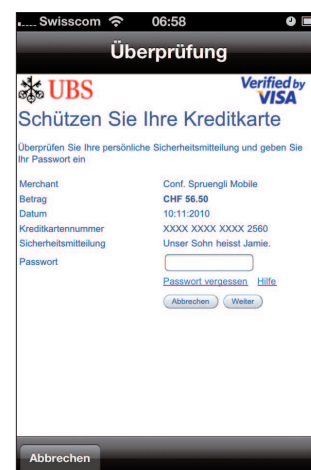 Swisscom 06:58
Überprüfung
UBS
Verified by
VISA
Schützen Sie Ihre Kreditkarte
Überprüfen Sie Ihre persönliche Sicherheitsmitteilung und geben Sie
Ihr Passwort ein
Merchant Conf. Spruengli Mobile
Betrag CHF 56.50
Datum 10:11:2010
Kreditkartennummer XXXX XXXX XXXX 2560
Sicherheitsmitteilung Unser Sohn heisst Jamie.
Passwort
Passwort vergessen Hilfe
Abbrechen Weiter
Abbrechen